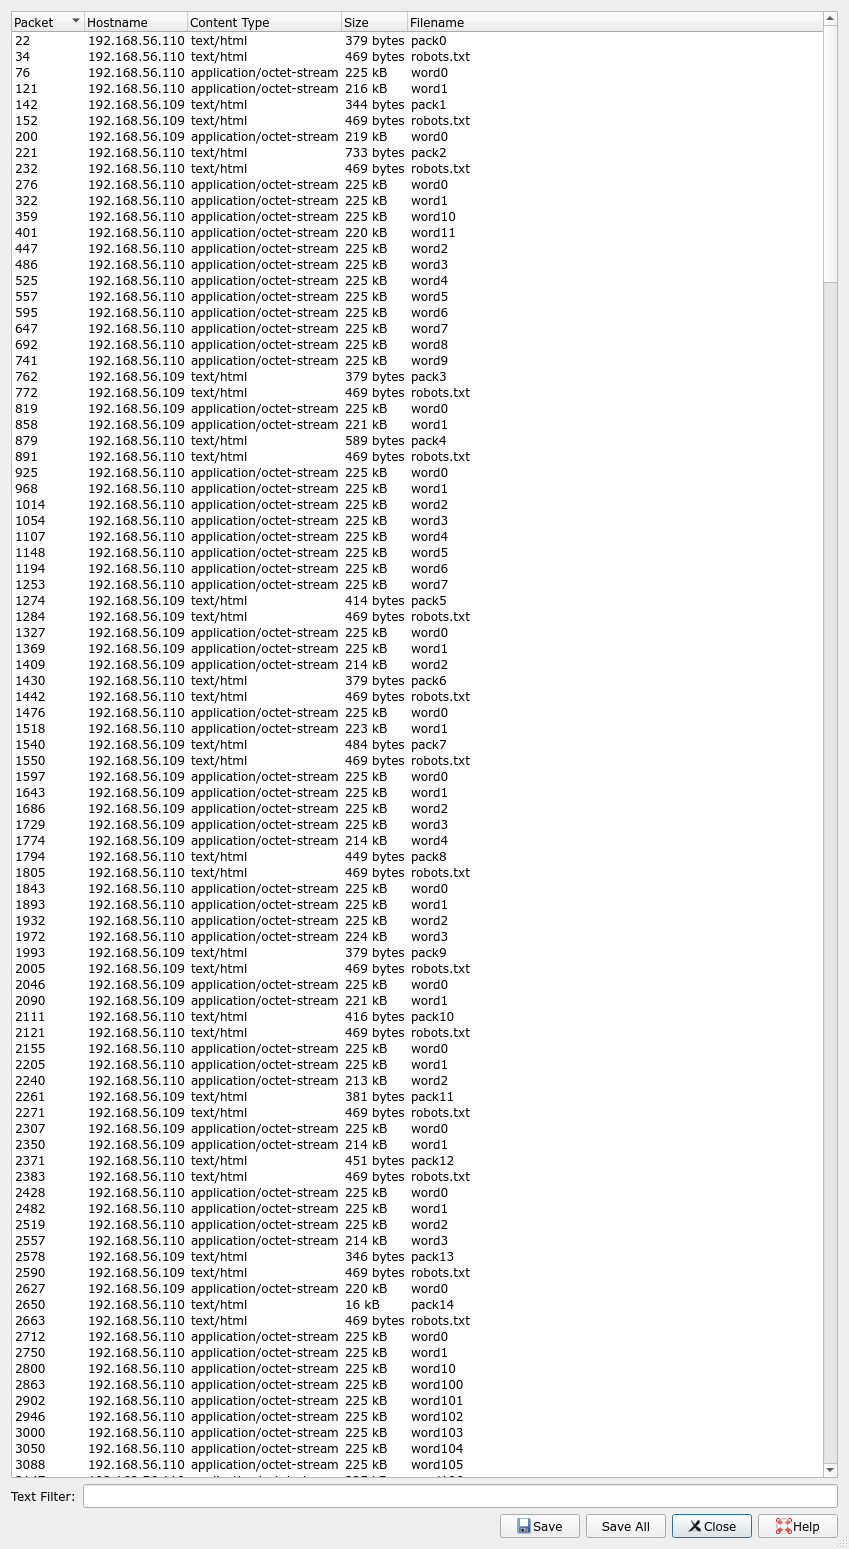 Packet Hostname Content Type Size Filename
22 192.168.56.110 text/html 379 bytes pack0
34 192.168.56.110 text/html 469 bytes robots.txt
76 192.168.56.110 application/octet-stream 225 kB word0
121 192.168.56.110 application/octet-stream 216 kB word1
142 192.168.56.109 text/html 344 bytes pack1
152 192.168.56.109 text/html 469 bytes robots.txt
200 192.168.56.109 application/octet-stream 219 kB word0
221 192.168.56.110 text/html 733 bytes pack2
232 192.168.56.110 text/html 469 bytes robots.txt
276 192.168.56.110 application/octet-stream 225 kB word0
322 192.168.56.110 application/octet-stream 225 kB word1
359 192.168.56.110 application/octet-stream 225 kB word10
401 192.168.56.110 application/octet-stream 220 kB word11
447 192.168.56.110 application/octet-stream 225 kB word2
486 192.168.56.110 application/octet-stream 225 kB word3
525 192.168.56.110 application/octet-stream 225 kB word4
557 192.168.56.110 application/octet-stream 225 kB word5
595 192.168.56.110 application/octet-stream 225 kB word6
647 192.168.56.110 application/octet-stream 225 kB word7
692 192.168.56.110 application/octet-stream 225 kB word8
741 192.168.56.110 application/octet-stream 225 kB word9
762 192.168.56.109 text/html 379 bytes pack3
772 192.168.56.109 text/html 469 bytes robots.txt
819 192.168.56.109 application/octet-stream 225 kB word0
858 192.168.56.109 application/octet-stream 221 kB word1
879 192.168.56.110 text/html 589 bytes pack4
891 192.168.56.110 text/html 469 bytes robots.txt
925 192.168.56.110 application/octet-stream 225 kB word0
968 192.168.56.110 application/octet-stream 225 kB word1
1014 192.168.56.110 application/octet-stream 225 kB word2
1054 192.168.56.110 application/octet-stream 225 kB word3
1107 192.168.56.110 application/octet-stream 225 kB word4
1148 192.168.56.110 application/octet-stream 225 kB word5
1194 192.168.56.110 application/octet-stream 225 kB word6
1253 192.168.56.110 application/octet-stream 225 kB word7
1274 192.168.56.109 text/html 414 bytes pack5
1284 192.168.56.109 text/html 469 bytes robots.txt
1327 192.168.56.109 application/octet-stream 225 kB word0
1369 192.168.56.109 application/octet-stream 225 kB word1
1409 192.168.56.109 application/octet-stream 214 kB word2
1430 192.168.56.110 text/html 379 bytes pack6
1442 192.168.56.110 text/html 469 bytes robots.txt
1476 192.168.56.110 application/octet-stream 225 kB word0
1518 192.168.56.110 application/octet-stream 223 kB word1
1540 192.168.56.109 text/html 484 bytes pack7
1550 192.168.56.109 text/html 469 bytes robots.txt
1597 192.168.56.109 application/octet-stream 225 kB word0
1643 192.168.56.109 application/octet-stream 225 kB word1
1686 192.168.56.109 application/octet-stream 225 kB word2
1729 192.168.56.109 application/octet-stream 225 kB word3
1774 192.168.56.109 application/octet-stream 214 kB word4
1794 192.168.56.110 text/html 449 bytes pack8
1805 192.168.56.110 text/html 469 bytes robots.txt
1843 192.168.56.110 application/octet-stream 225 kB word0
1893 192.168.56.110 application/octet-stream 225 kB word1
1932 192.168.56.110 application/octet-stream 225 kB word2
1972 192.168.56.110 application/octet-stream 224 kB word3
1993 192.168.56.109 text/html 379 bytes pack9
2005 192.168.56.109 text/html 469 bytes robots.txt
2046 192.168.56.109 application/octet-stream 225 kB word0
2090 192.168.56.109 application/octet-stream 221 kB word1
2111 192.168.56.110 text/html 416 bytes pack10
2121 192.168.56.110 text/html 469 bytes robots.txt
2155 192.168.56.110 application/octet-stream 225 kB word0
2205 192.168.56.110 application/octet-stream 225 kB word1
2240 192.168.56.110 application/octet-stream 213 kB word2
2261 192.168.56.109 text/html 381 bytes pack11
2271 192.168.56.109 text/html 469 bytes robots.txt
2307 192.168.56.109 application/octet-stream 225 kB word0
2350 192.168.56.109 application/octet-stream 214 kB word1
2371 192.168.56.110 text/html 451 bytes pack12
2383 192.168.56.110 text/html 469 bytes robots.txt
2428 192.168.56.110 application/octet-stream 225 kB word0
2482 192.168.56.110 application/octet-stream 225 kB word1
2519 192.168.56.110 application/octet-stream 225 kB word2
2557 192.168.56.110 application/octet-stream 214 kB word3
2578 192.168.56.109 text/html 346 bytes pack13
2590 192.168.56.109 text/html 469 bytes robots.txt
2627 192.168.56.109 application/octet-stream 220 kB word0
2650 192.168.56.110 text/html 16 kB pack14
2663 192.168.56.110 text/html 469 bytes robots.txt
2712 192.168.56.110 application/octet-stream 225 kB word0
2750 192.168.56.110 application/octet-stream 225 kB word1
2800 192.168.56.110 application/octet-stream 225 kB word10
2863 192.168.56.110 application/octet-stream 225 kB word100
2902 192.168.56.110 application/octet-stream 225 kB word101
2946 192.168.56.110 application/octet-stream 225 kB word102
3000 192.168.56.110 application/octet-stream 225 kB word103
3050 192.168.56.110 application/octet-stream 225 kB word104
3088 192.168.56.110 application/octet-stream 225 kB word105
Text Filter:
Save Save All Close Help